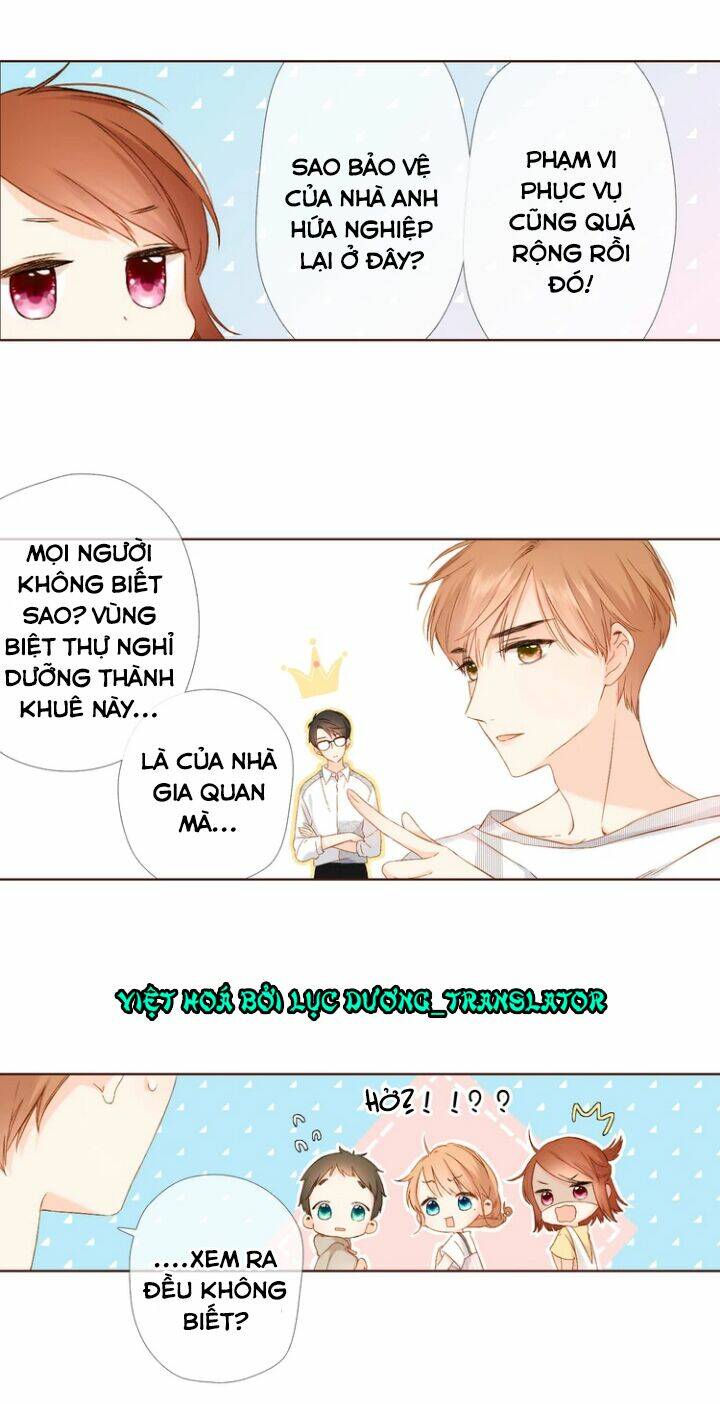 SAO BẢO VỆ
CỦA NHÀ ANH
HỨA NGHIỆP
LẠI Ở ĐÂY?
PHẠM VI
PHỤC VỤ
CŨNG QUÁ
RỘNG RỒI
ĐÓ!
MỌI NGƯỜI
KHÔNG BIẾT
SAO? VÙNG
BIỆT THỰ NGHỈ
DƯỠNG THÀNH
KHUÊ NÀY...
LÀ CỦA NHÀ
GIA QUAN
MÀ...
VIỆT HOÁ BỞI LỤC DƯƠNG_TRANSLATOR
HỞ?! !??
....XEM RA
ĐỀU KHÔNG
BIẾT?